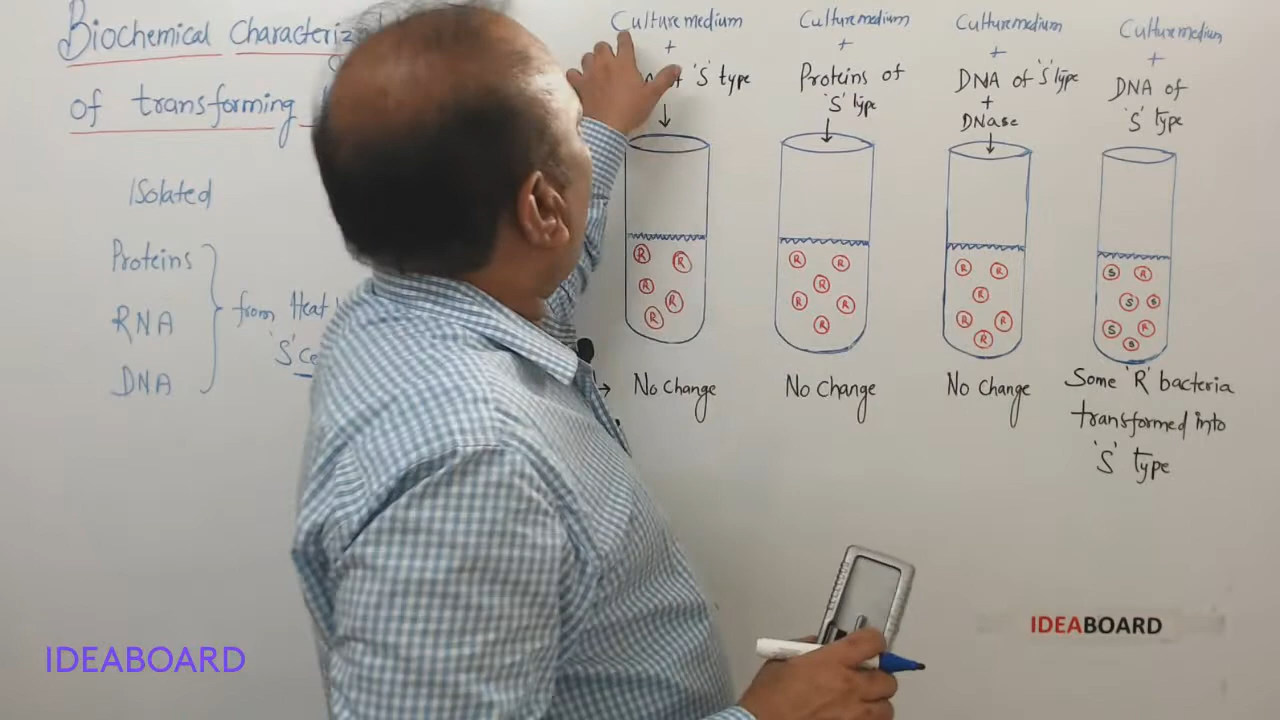 Biochemical Characteriz
of transforming
Isolated
Proteins
RNA
DNA
from Heat
'S' Ce
Culture medium
+
of 'S' type
R R R R R
No Change
Culture medium
+
Proteins of
'S' type
R R R R R R
No Change
Culture medium
+
DNA of 'S' type
+
DNase
R R R R R R
No Change
Culture medium
+
DNA of
'S' type
S R
S S
S R
S
Some 'R' bacteria
transformed into
'S' type
IDEABOARD
IDEABOARD